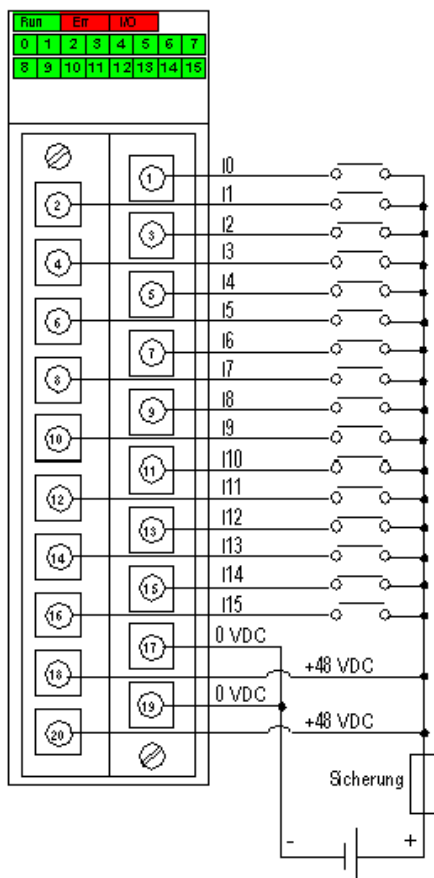 Run Err I/O
0 1 2 3 4 5 6 7
8 9 10 11 12 13 14 15
1 I0
2 I1
3 I2
4 I3
5 I4
6 I5
7 I6
8 I7
9 I8
10 I9
11 I10
12 I11
13 I12
14 I13
15 I14
16 I15
17 0 VDC
18 +48 VDC
19 0 VDC
20 +48 VDC
Sicherung
- +